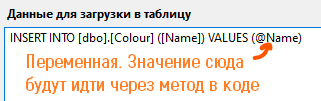 Данные для загрузки в таблицу
INSERT INTO [dbo].[Colour] ([Name]) VALUES (@Name)
Переменная. Значение сюда
будут идти через метод в коде